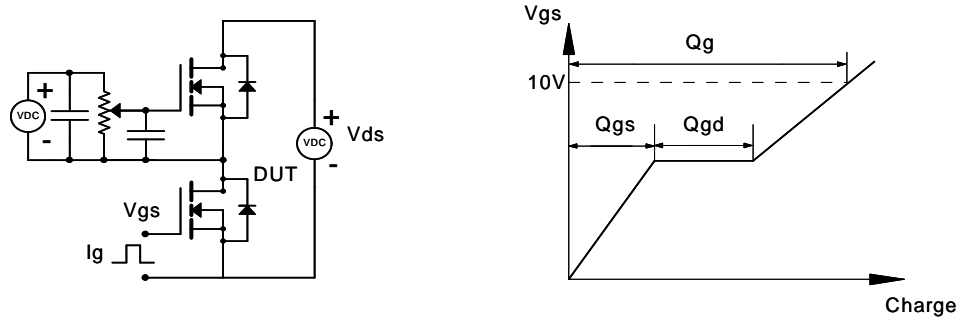 +
VDC
-
+
VDC
-
Vds
DUT
Vgs
Ig
Vgs
Qg
10V
Qgs
Qgd
Charge